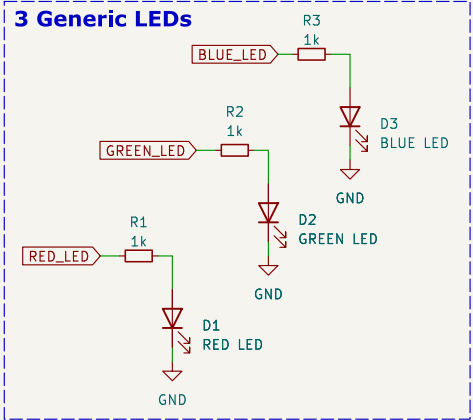 3 Generic LEDs
R3
1k
BLUE_LED
D3
BLUE LED
GND
R2
1k
GREEN_LED
D2
GREEN LED
GND
R1
1k
RED_LED
D1
RED LED
GND